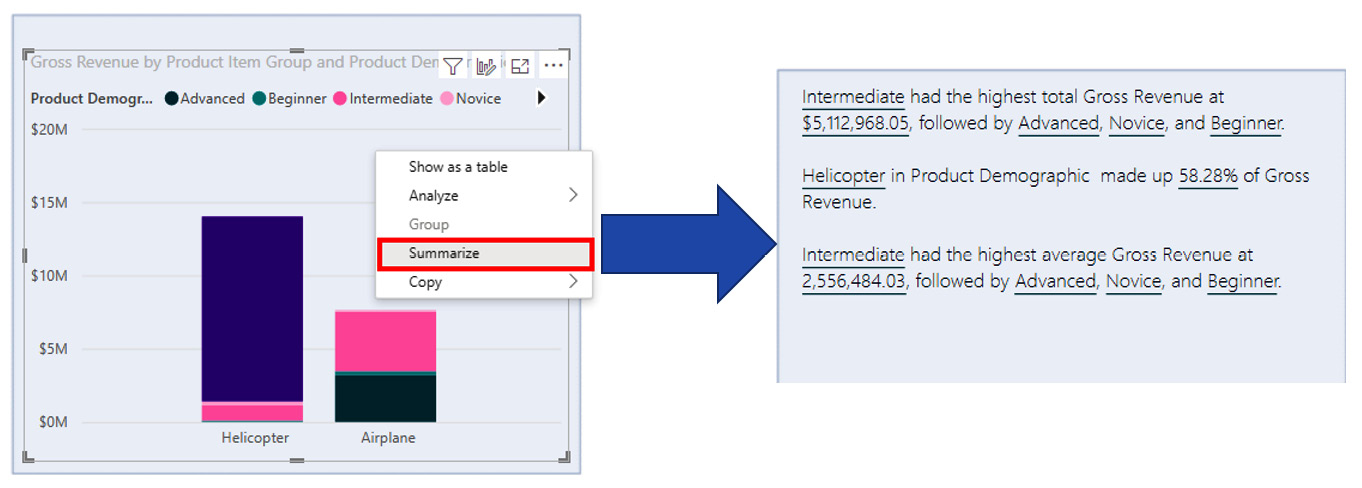 Gross Revenue by Product Item Group and Product Dem
Product Demogr... Advanced Beginner Intermediate Novice
$20M
$15M
$10M
$5M
$0M
Helicopter Airplane
Show as a table
Analyze
Group
Summarize
Copy
Intermediate had the highest total Gross Revenue at
$5,112,968.05, followed by Advanced, Novice, and Beginner.
Helicopter in Product Demographic made up 58.28% of Gross
Revenue.
Intermediate had the highest average Gross Revenue at
2,556,484.03, followed by Advanced, Novice, and Beginner.